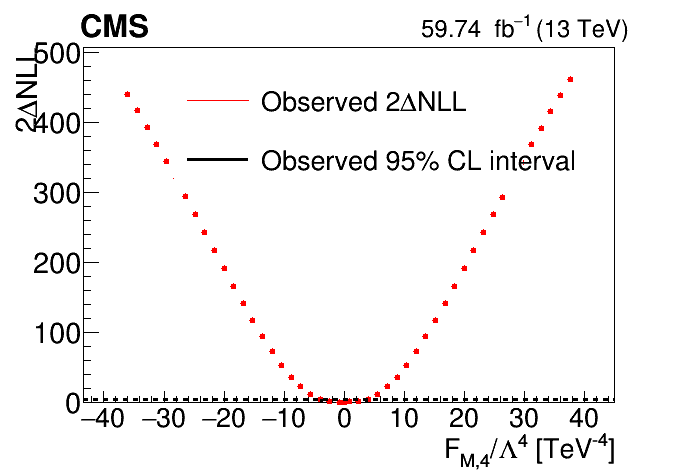 CMS
59.74 fb⁻¹ (13 TeV)
2ΔNLL
500
400
300
200
100
0
Observed 2ΔNLL
Observed 95% CL interval
−40 −30 −20 −10 0 10 20 30 40
F_M,4/Λ⁴ [TeV⁻⁴]